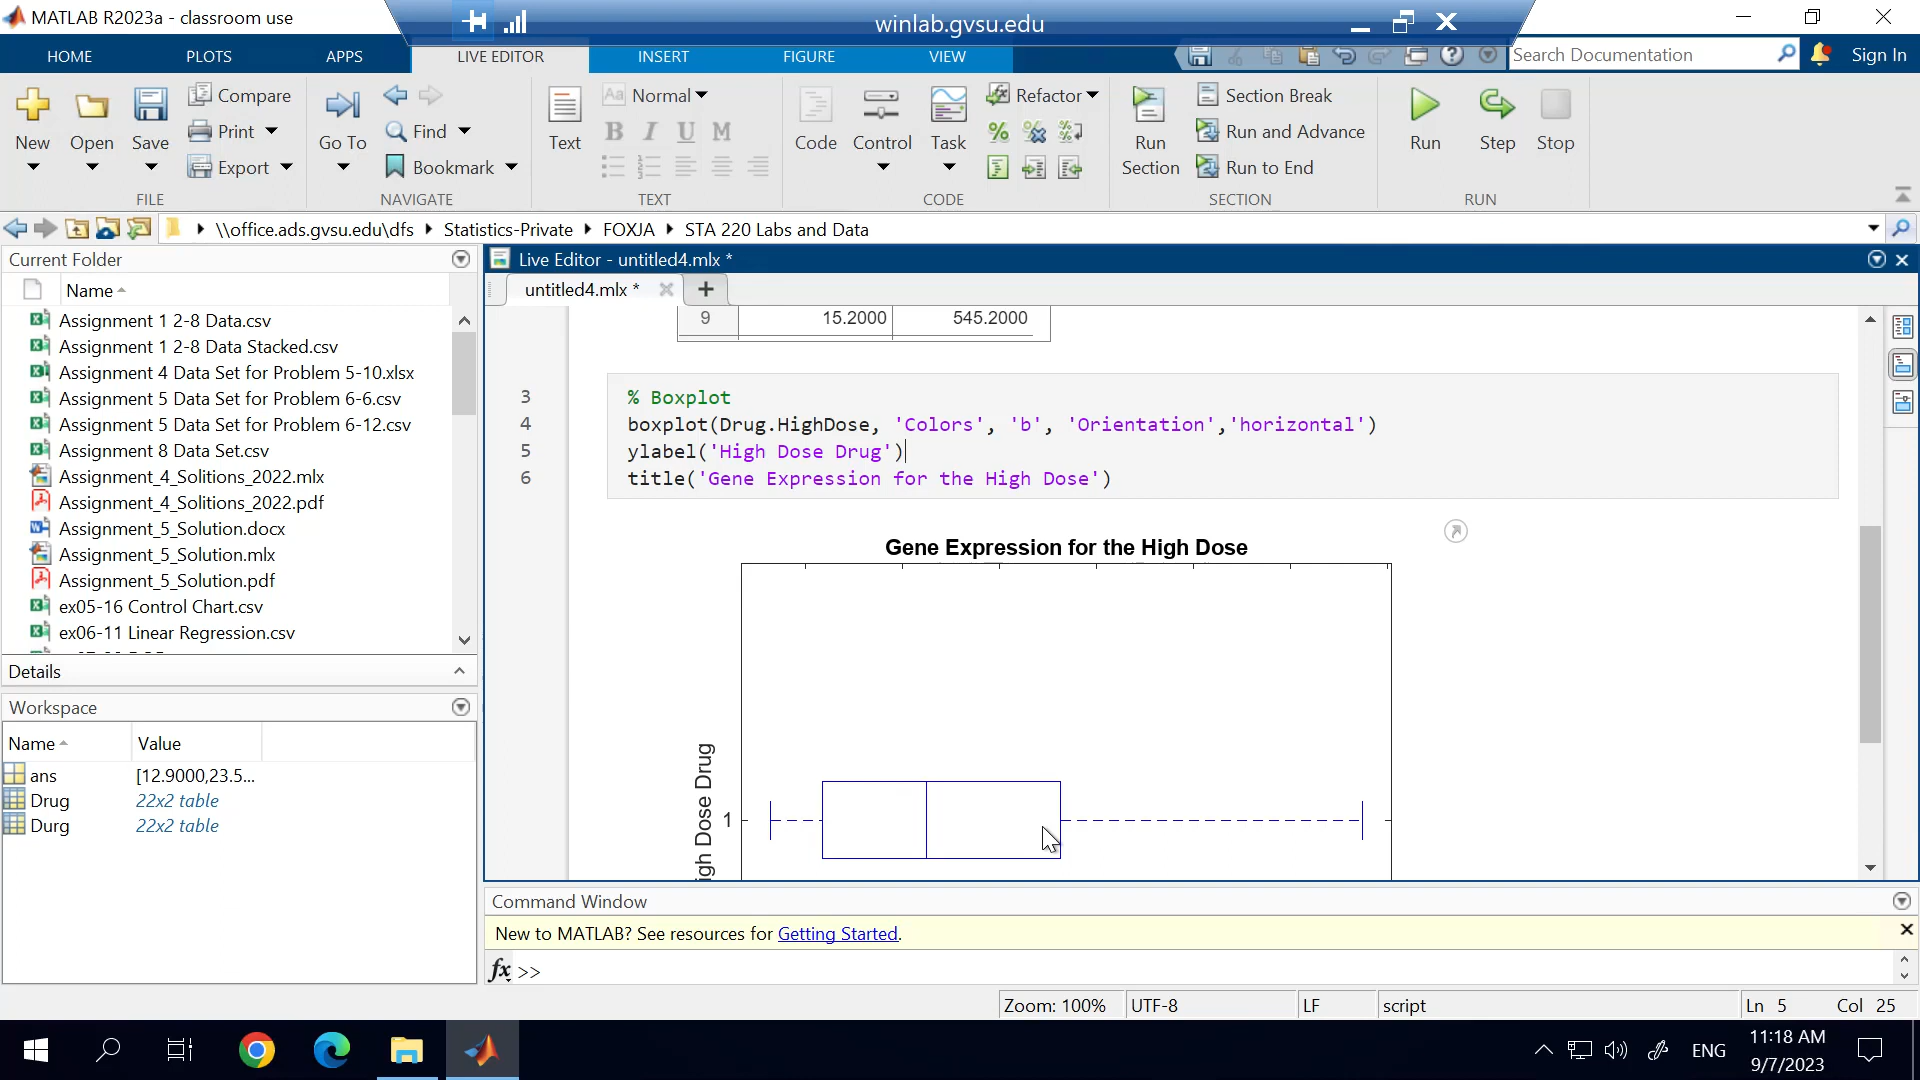 MATLAB R2023a - classroom use
winlab.gvsu.edu
HOME PLOTS APPS LIVE EDITOR INSERT FIGURE VIEW
Search Documentation
Sign In
New
Open
Save
Compare
Print
Export
FILE
Go To
Find
Bookmark
NAVIGATE
Text
Aa Normal
B I U M
TEXT
Code
Control
Task
Refactor
CODE
Run
Section
Section Break
Run and Advance
Run to End
SECTION
Run
Step
Stop
RUN
\\office.ads.gvsu.edu\dfs Statistics-Private FOXJA STA 220 Labs and Data
Current Folder
Name
Assignment 1 2-8 Data.csv
Assignment 1 2-8 Data Stacked.csv
Assignment 4 Data Set for Problem 5-10.xlsx
Assignment 5 Data Set for Problem 6-6.csv
Assignment 5 Data Set for Problem 6-12.csv
Assignment 8 Data Set.csv
Assignment_4_Solitions_2022.mlx
Assignment_4_Solitions_2022.pdf
Assignment_5_Solution.docx
Assignment_5_Solution.mlx
Assignment_5_Solution.pdf
ex05-16 Control Chart.csv
ex06-11 Linear Regression.csv
Details
Workspace
Name Value
ans [12.9000,23.5...
Drug 22x2 table
Durg 22x2 table
Live Editor - untitled4.mlx *
untitled4.mlx *
9 15.2000 545.2000
3 % Boxplot
4 boxplot(Drug.HighDose, 'Colors', 'b', 'Orientation','horizontal')
5 ylabel('High Dose Drug')
6 title('Gene Expression for the High Dose')
Gene Expression for the High Dose
igh Dose Drug
1
Command Window
New to MATLAB? See resources for Getting Started.
fx >>
Zoom: 100% UTF-8 LF script Ln 5 Col 25
ENG
11:18 AM
9/7/2023